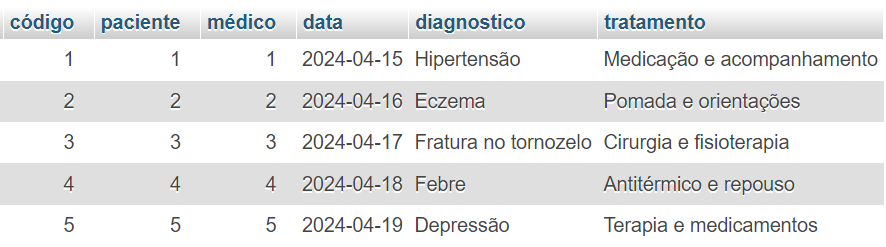 código paciente médico data diagnostico tratamento
1 1 1 2024-04-15 Hipertensão Medicação e acompanhamento
2 2 2 2024-04-16 Eczema Pomada e orientações
3 3 3 2024-04-17 Fratura no tornozelo Cirurgia e fisioterapia
4 4 4 2024-04-18 Febre Antitérmico e repouso
5 5 5 2024-04-19 Depressão Terapia e medicamentos